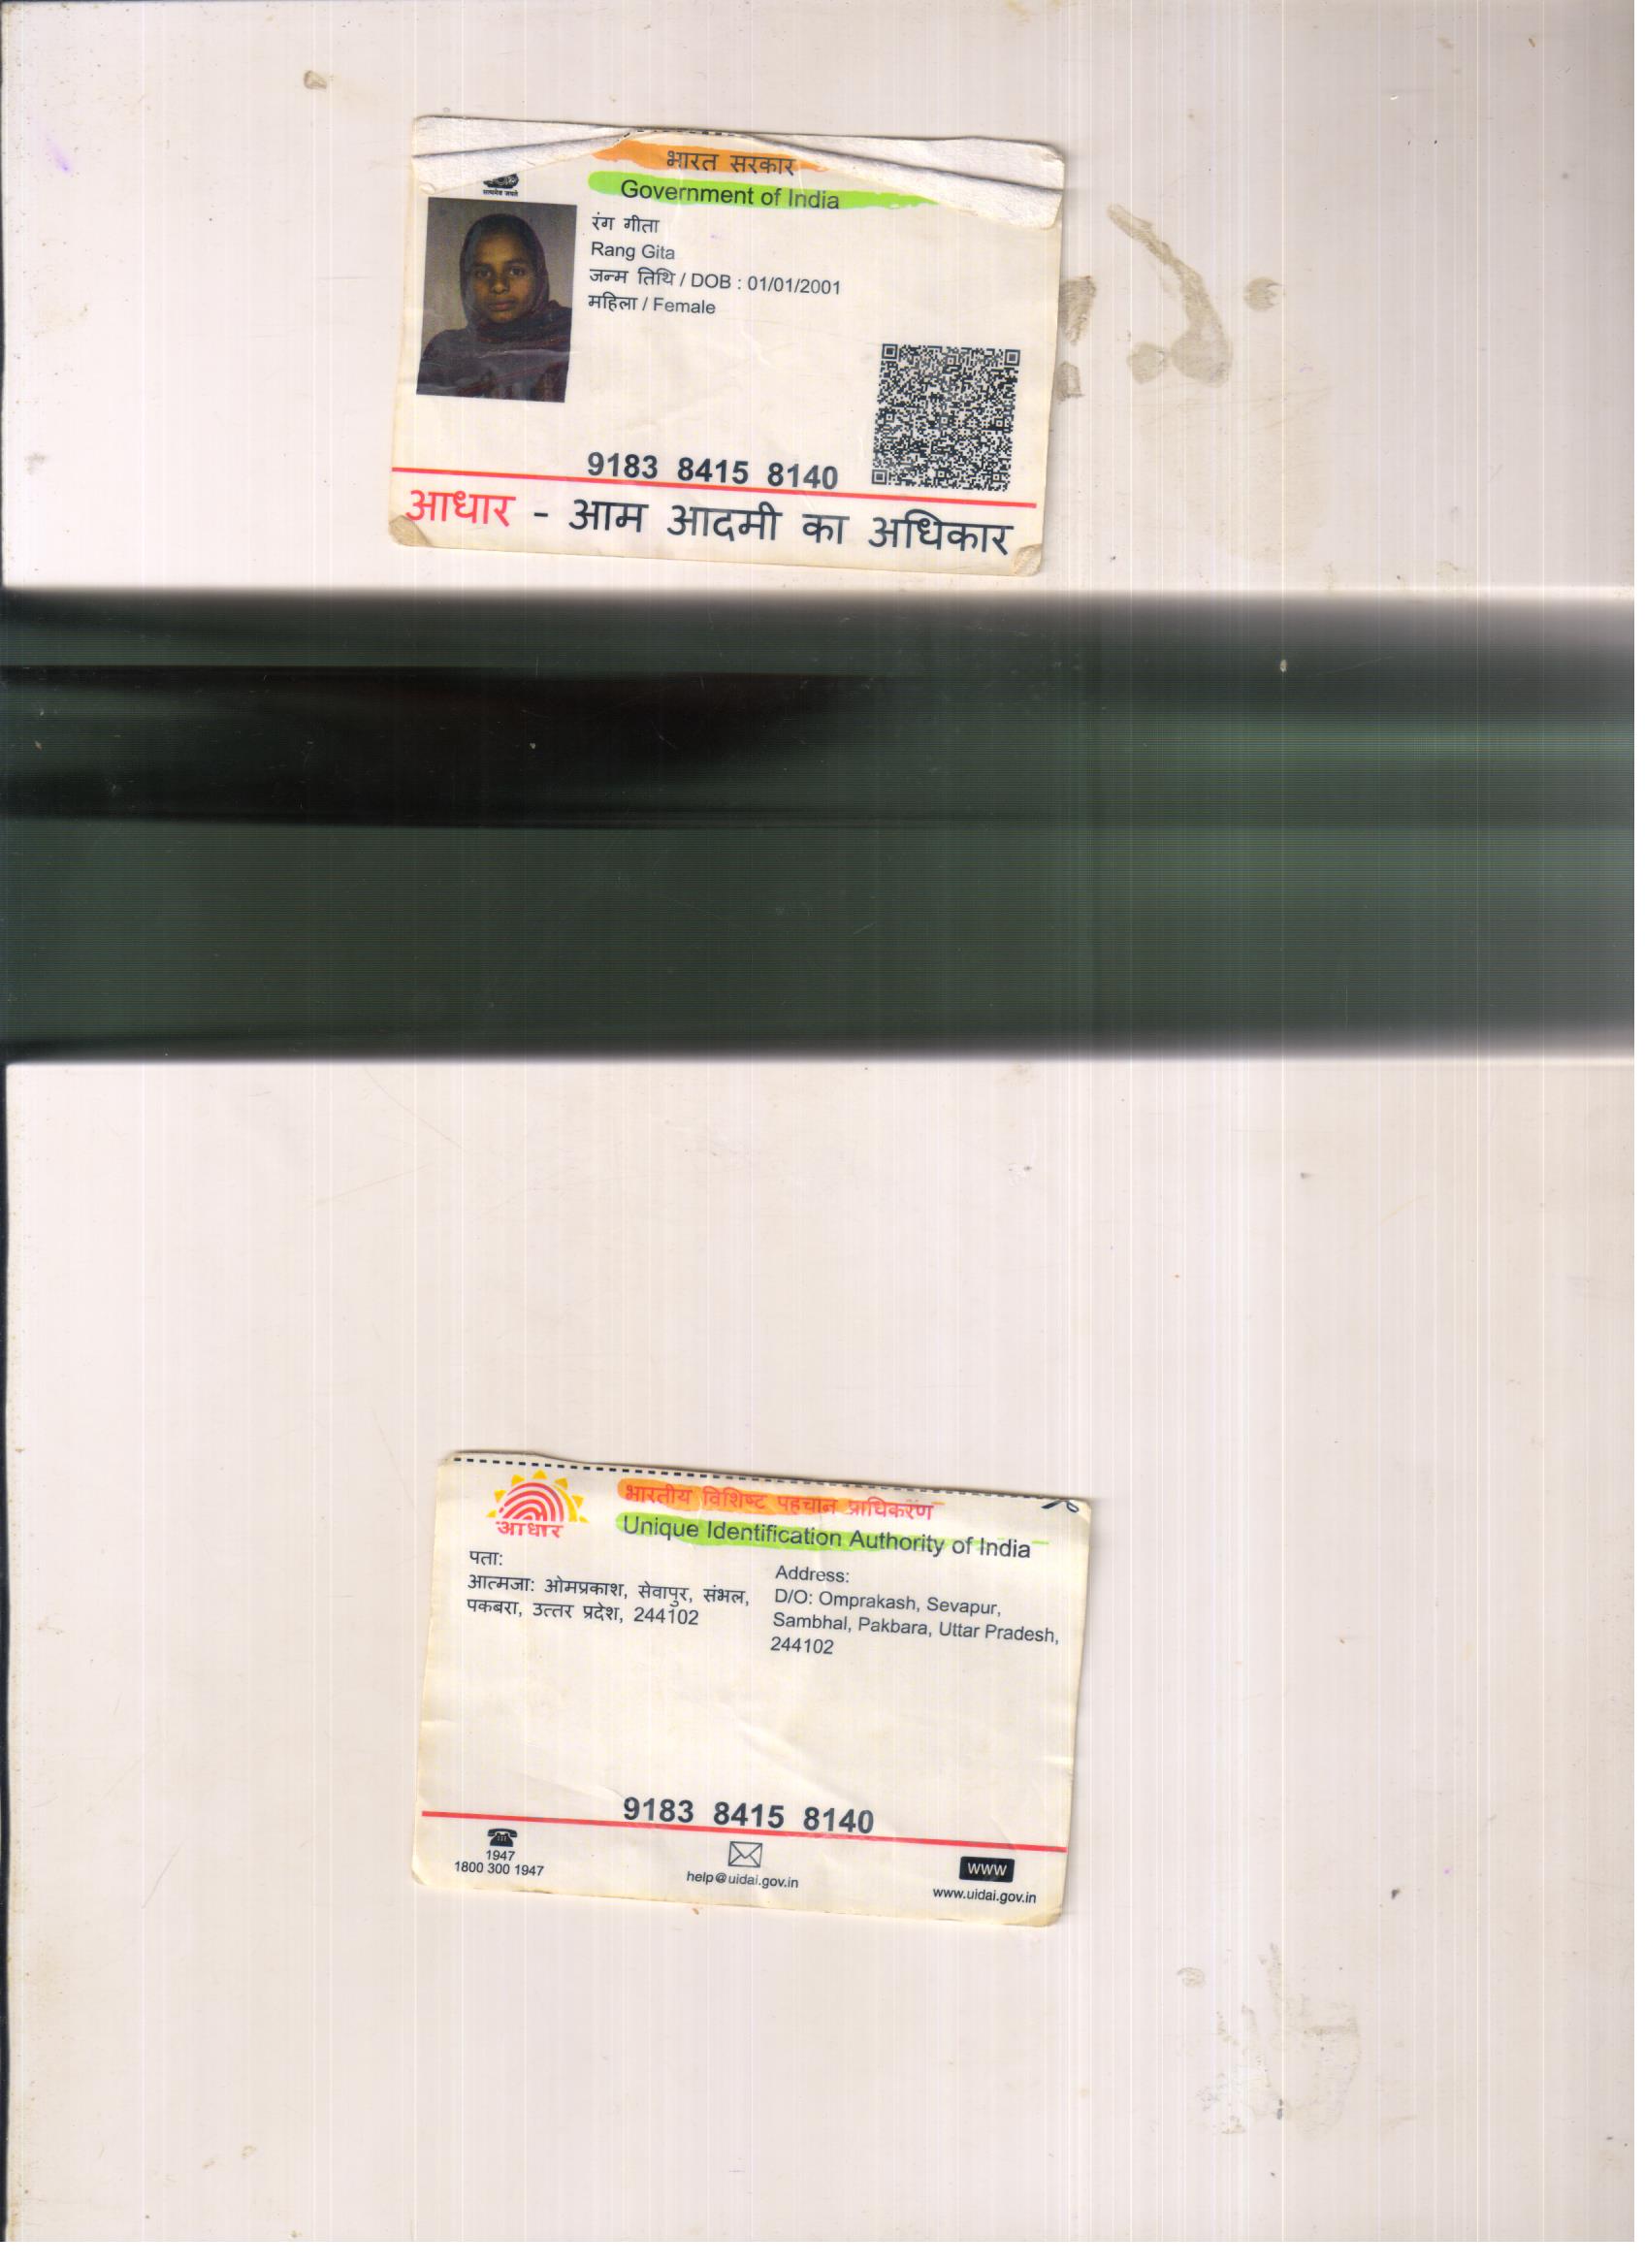 भारत सरकार
Government of India
सत्यमेव जयते
रंग गीता
Rang Gita
जन्म तिथि / DOB : 01/01/2001
महिला / Female
9183 8415 8140
आधार - आम आदमी का अधिकार
भारतीय विशिष्ट पहचान प्राधिकरण
Unique Identification Authority of India
आधार
पता:
आत्मजा: ओमप्रकाश, सेवापुर, संभल,
पकबरा, उत्तर प्रदेश, 244102
Address:
D/O: Omprakash, Sevapur,
Sambhal, Pakbara, Uttar Pradesh,
244102
9183 8415 8140
1947
1800 300 1947
help@uidai.gov.in
www
www.uidai.gov.in